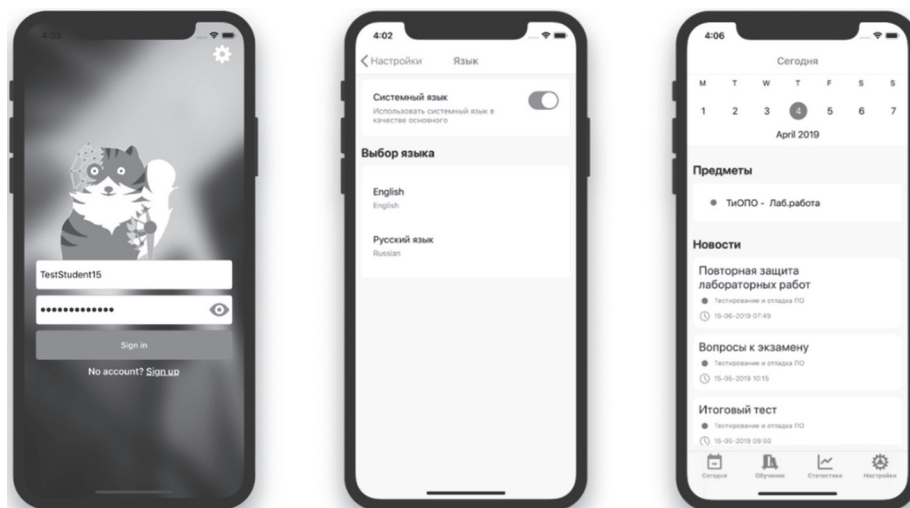 4:03
TestStudent15
•••••••••••••
Sign in
No account? Sign up
4:02
Настройки Язык
Системный язык
Использовать системный язык в
качестве основного
Выбор языка
English
English
Русский язык
Russian
4:06
Сегодня
M T W T F S S
1 2 3 4 5 6 7
April 2019
Предметы
ТиОПО - Лаб.работа
Новости
Повторная защита
лабораторных работ
Тестирование и отладка ПО
15-06-2019 07:49
Вопросы к экзамену
Тестирование и отладка ПО
15-05-2019 10:15
Итоговый тест
Тестирование и отладка ПО
15-05-2019 09:50
Сегодня Обучение Статистика Настройки